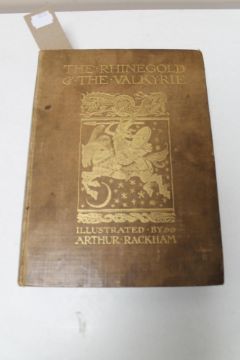 THE·RHINEGOLD
& THE·VALKYRIE
ILLUSTRATED·BY
ARTHUR·RACKHAM